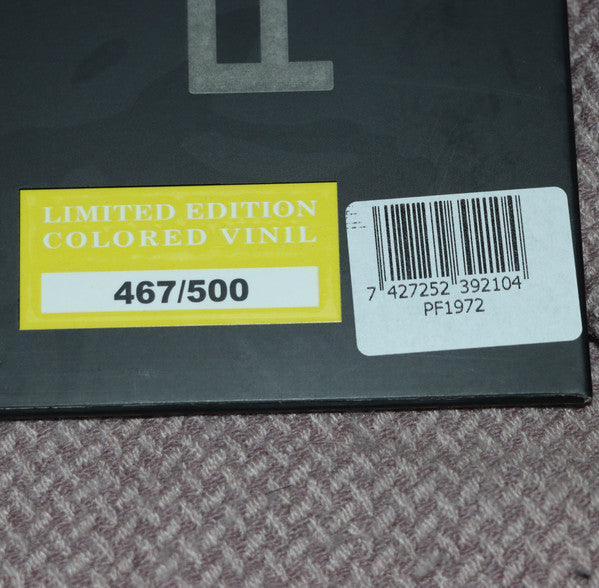 LIMITED EDITION
COLORED VINIL
467/500
7 427252 392104
PF1972